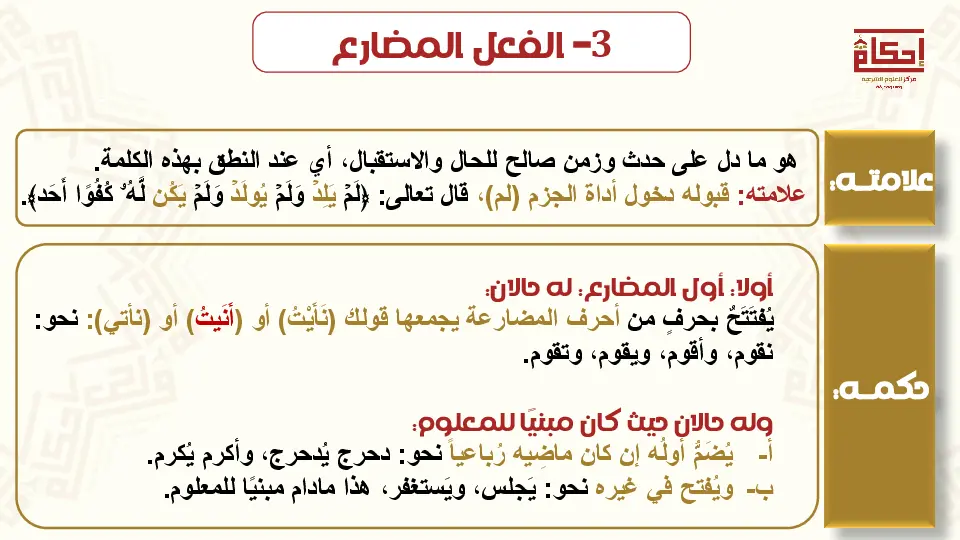 3- الفعل المضارع
إحكام
مركز للعلوم الشرعية
علامتـه:
هو ما دل على حدث وزمن صالح للحال والاستقبال، أي عند النطق بهذه الكلمة.
علامته: قبوله دخول أداة الجزم (لم)، قال تعالى: ﴿لَمۡ يَلِدۡ وَلَمۡ يُولَدۡ وَلَمۡ يَكُن لَّهُۥ كُفُوًا أَحَد﴾.
حكمـه:
أولا: أول المضارع: له حالان:
يُفتَتَحٌ بحرفٍ من أحرف المضارعة يجمعها قولك (نَأَيْتُ) أو (أَنَيتُ) أو (نأتي): نحو:
نقوم، وأقوم، ويقوم، وتقوم.
وله حالان حيث كان مبنيًا للمعلوم:
أ- يُضَمُّ أولُه إن كان ماضِيه رُباعياً نحو: دحرج يُدحرج، وأكرم يُكرم.
ب- ويُفتح في غيره نحو: يَجلس، ويَستغفر، هذا مادام مبنيًا للمعلوم.